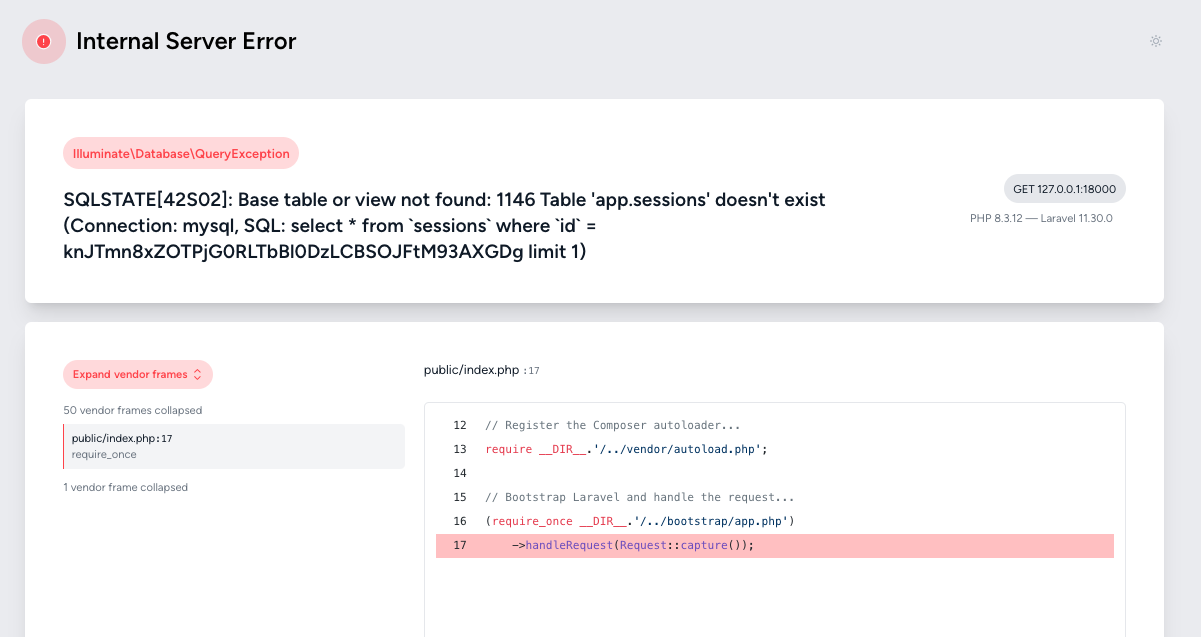 Internal Server Error
Illuminate\Database\QueryException
SQLSTATE[42S02]: Base table or view not found: 1146 Table 'app.sessions' doesn't exist
(Connection: mysql, SQL: select * from `sessions` where `id` =
knJTmn8xZOTPjG0RLTbBl0DzLCBSOJFtM93AXGDg limit 1)
GET 127.0.0.1:18000
PHP 8.3.12 — Laravel 11.30.0
Expand vendor frames
50 vendor frames collapsed
public/index.php:17
require_once
1 vendor frame collapsed
public/index.php :17
12 // Register the Composer autoloader...
13 require __DIR__.'/../vendor/autoload.php';
14
15 // Bootstrap Laravel and handle the request...
16 (require_once __DIR__.'/../bootstrap/app.php')
17 ->handleRequest(Request::capture());